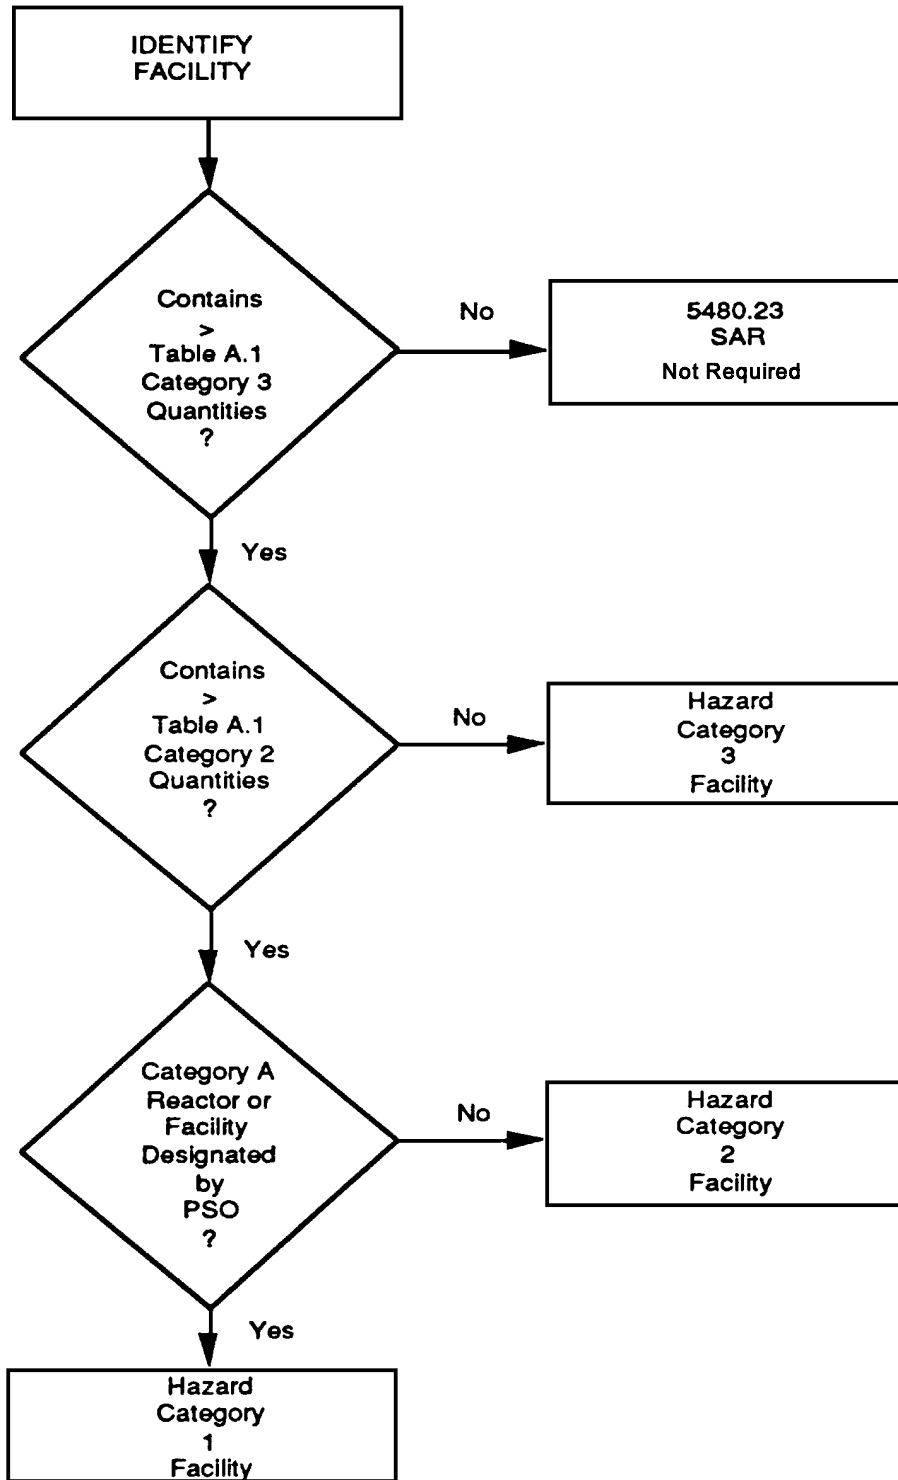 IDENTIFY
FACILITY
Contains
>
Table A.1
Category 3
Quantities
?
No
5480.23
SAR
Not Required
Yes
Contains
>
Table A.1
Category 2
Quantities
?
No
Hazard
Category
3
Facility
Yes
Category A
Reactor or
Facility
Designated
by
PSO
?
No
Hazard
Category
2
Facility
Yes
Hazard
Category
1
Facility